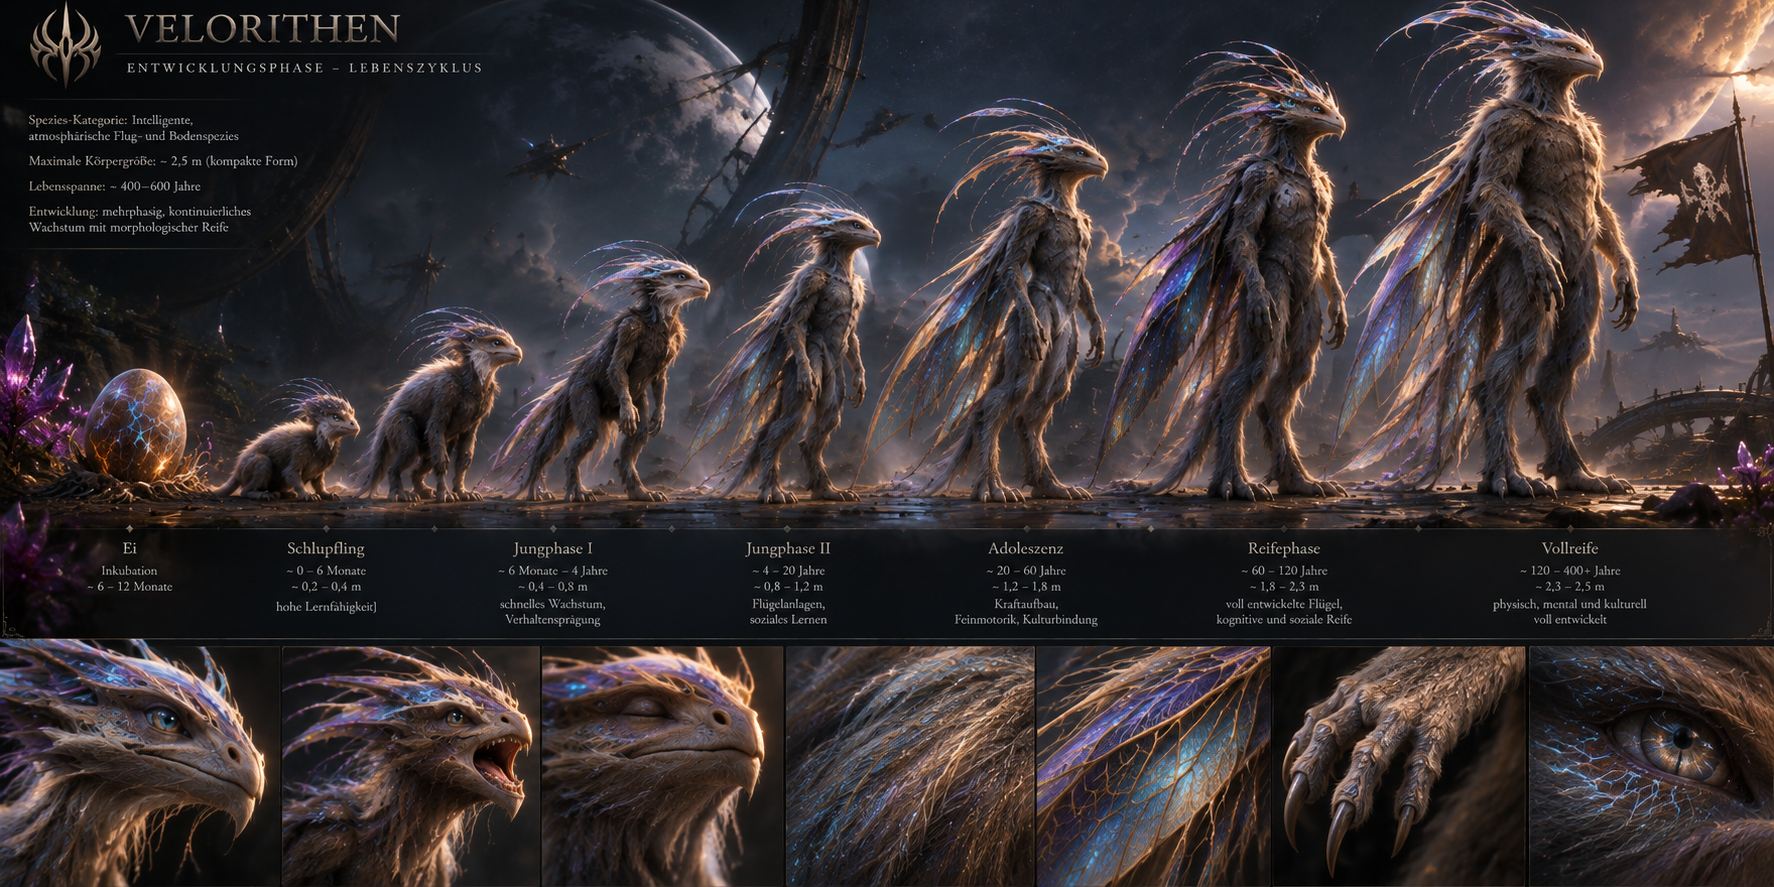 VELORITHEN
ENTWICKLUNGSPHASE – LEBENSZYKLUS
Spezies-Kategorie: Intelligente,
atmosphärische Flug- und Bodenspezies
Maximale Körpergröße: ~ 2,5 m (kompakte Form)
Lebensspanne: ~ 400–600 Jahre
Entwicklung: mehrphasig, kontinuierliches
Wachstum mit morphologischer Reife
Ei
Inkubation
~ 6 – 12 Monate
Schlupfling
~ 0 – 6 Monate
~ 0,2 – 0,4 m
hohe Lernfähigkeit]
Jungphase I
~ 6 Monate – 4 Jahre
~ 0,4 – 0,8 m
schnelles Wachstum,
Verhaltensprägung
Jungphase II
~ 4 – 20 Jahre
~ 0,8 – 1,2 m
Flügelanlagen,
soziales Lernen
Adoleszenz
~ 20 – 60 Jahre
~ 1,2 – 1,8 m
Kraftaufbau,
Feinmotorik, Kulturbindung
Reifephase
~ 60 – 120 Jahre
~ 1,8 – 2,3 m
voll entwickelte Flügel,
kognitive und soziale Reife
Vollreife
~ 120 – 400+ Jahre
~ 2,3 – 2,5 m
physisch, mental und kulturell
voll entwickelt